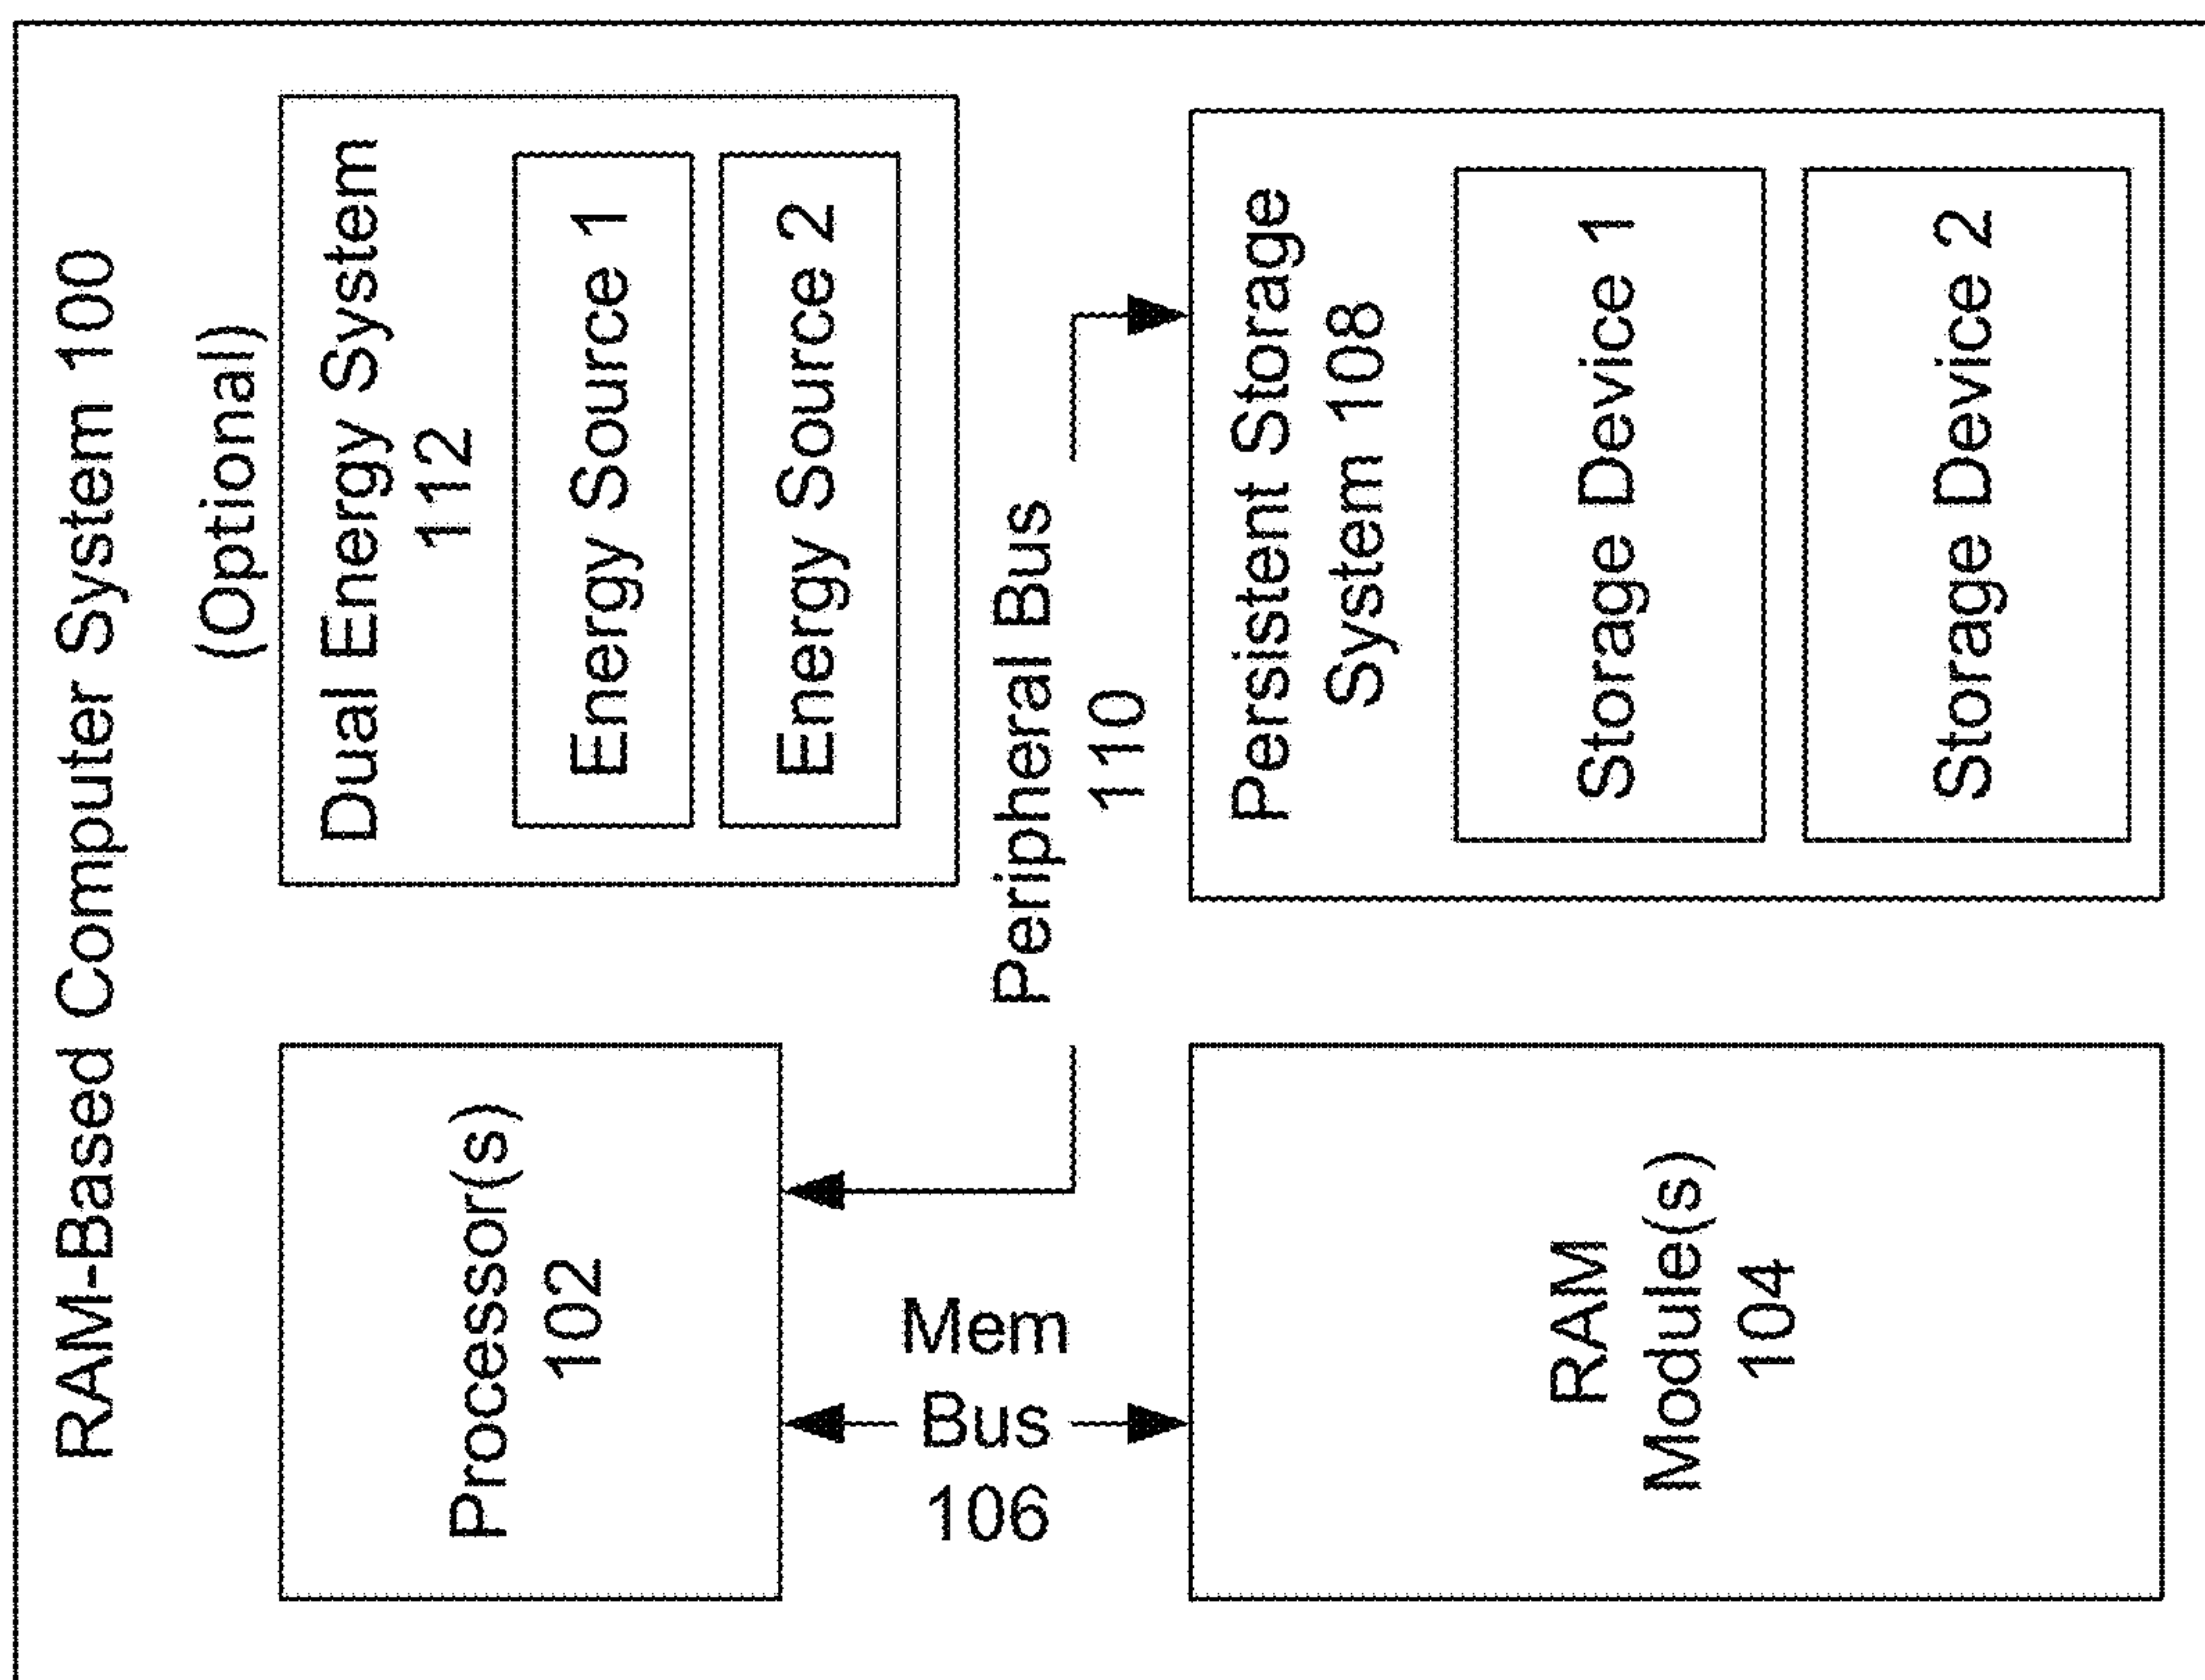 RAM-Based Computer System 100
(Optional)
Processor(s)
102
Dual Energy System
112
Energy Source 1
Energy Source 2
Mem
Bus
106
Peripheral Bus
110
RAM
Module(s)
104
Persistent Storage
System 108
Storage Device 1
Storage Device 2